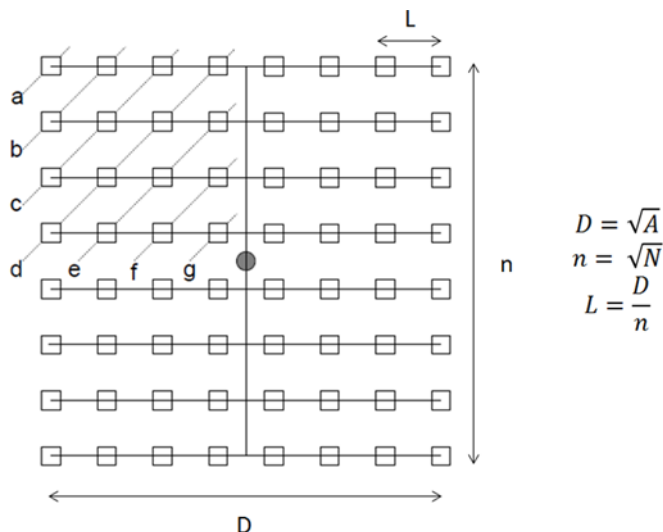 L
a
b
c
d e f g
n
D = √A
n = √N
L = D/n
D